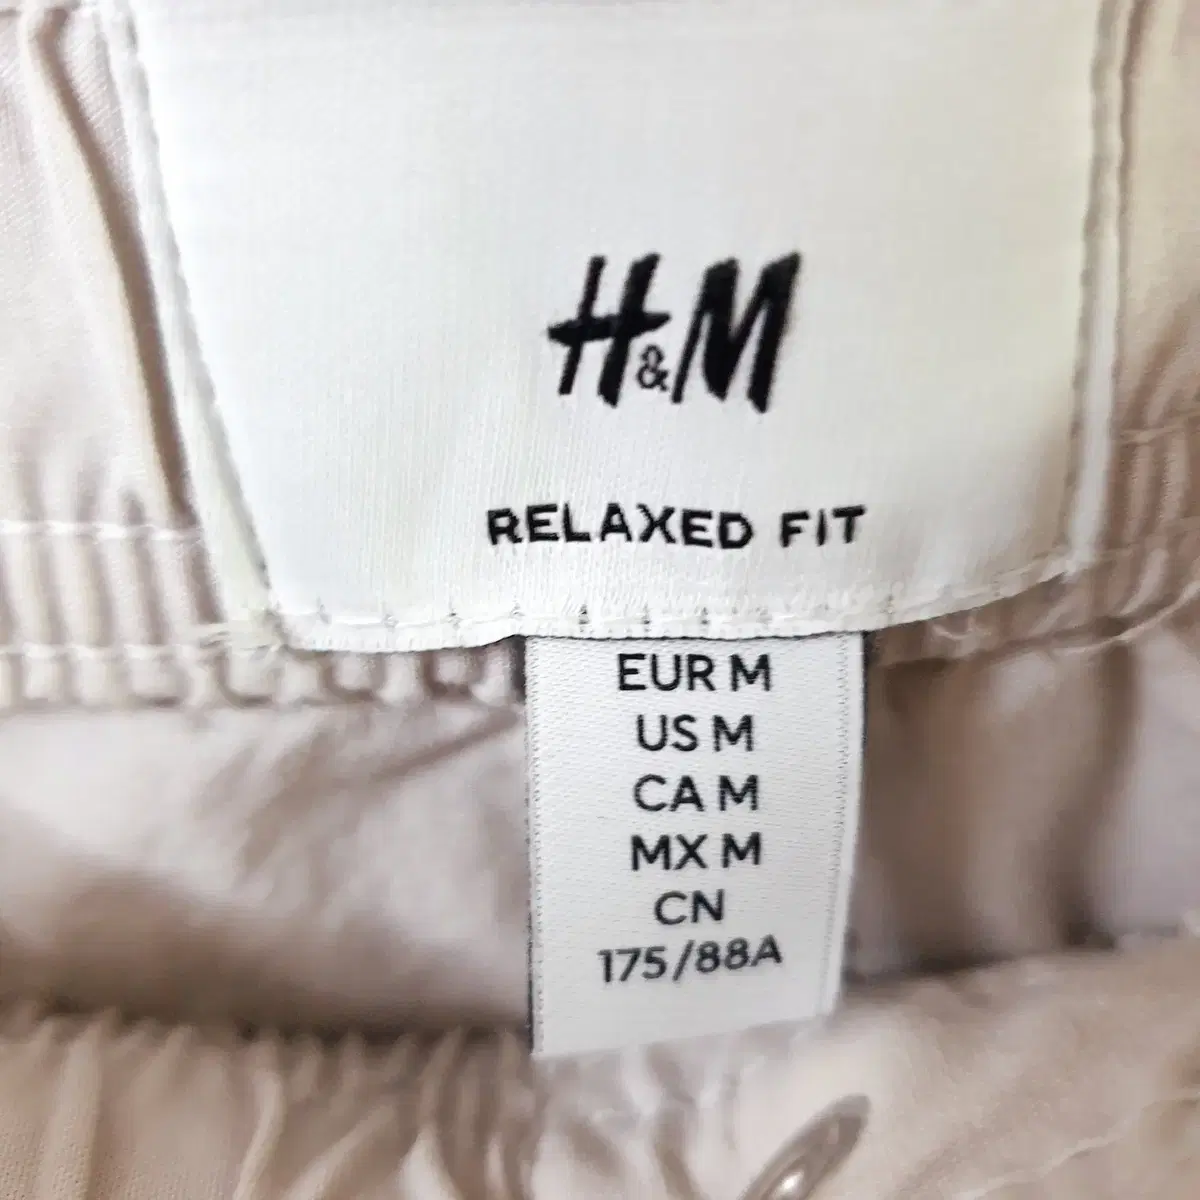 H&M
RELAXED FIT
EUR M
US M
CA M
MX M
CN
175/88A